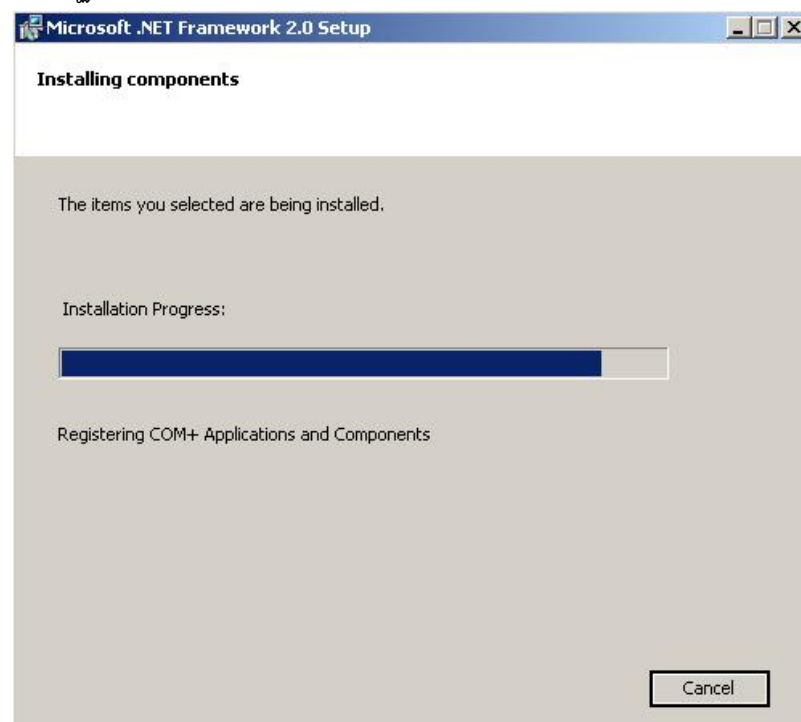 Microsoft .NET Framework 2.0 Setup
Installing components
The items you selected are being installed.
Installation Progress:
Registering COM+ Applications and Components
Cancel